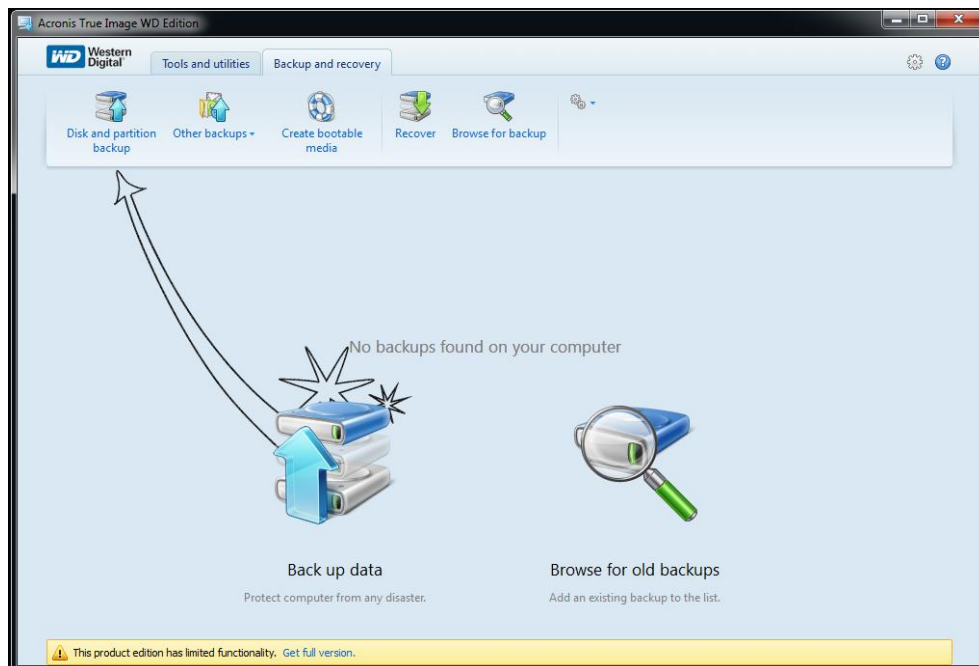 Acronis True Image WD Edition
WD Western
Digital
Tools and utilities
Backup and recovery
Disk and partition
backup
Other backups
Create bootable
media
Recover
Browse for backup
No backups found on your computer
Back up data
Protect computer from any disaster.
Browse for old backups
Add an existing backup to the list.
This product edition has limited functionality. Get full version.